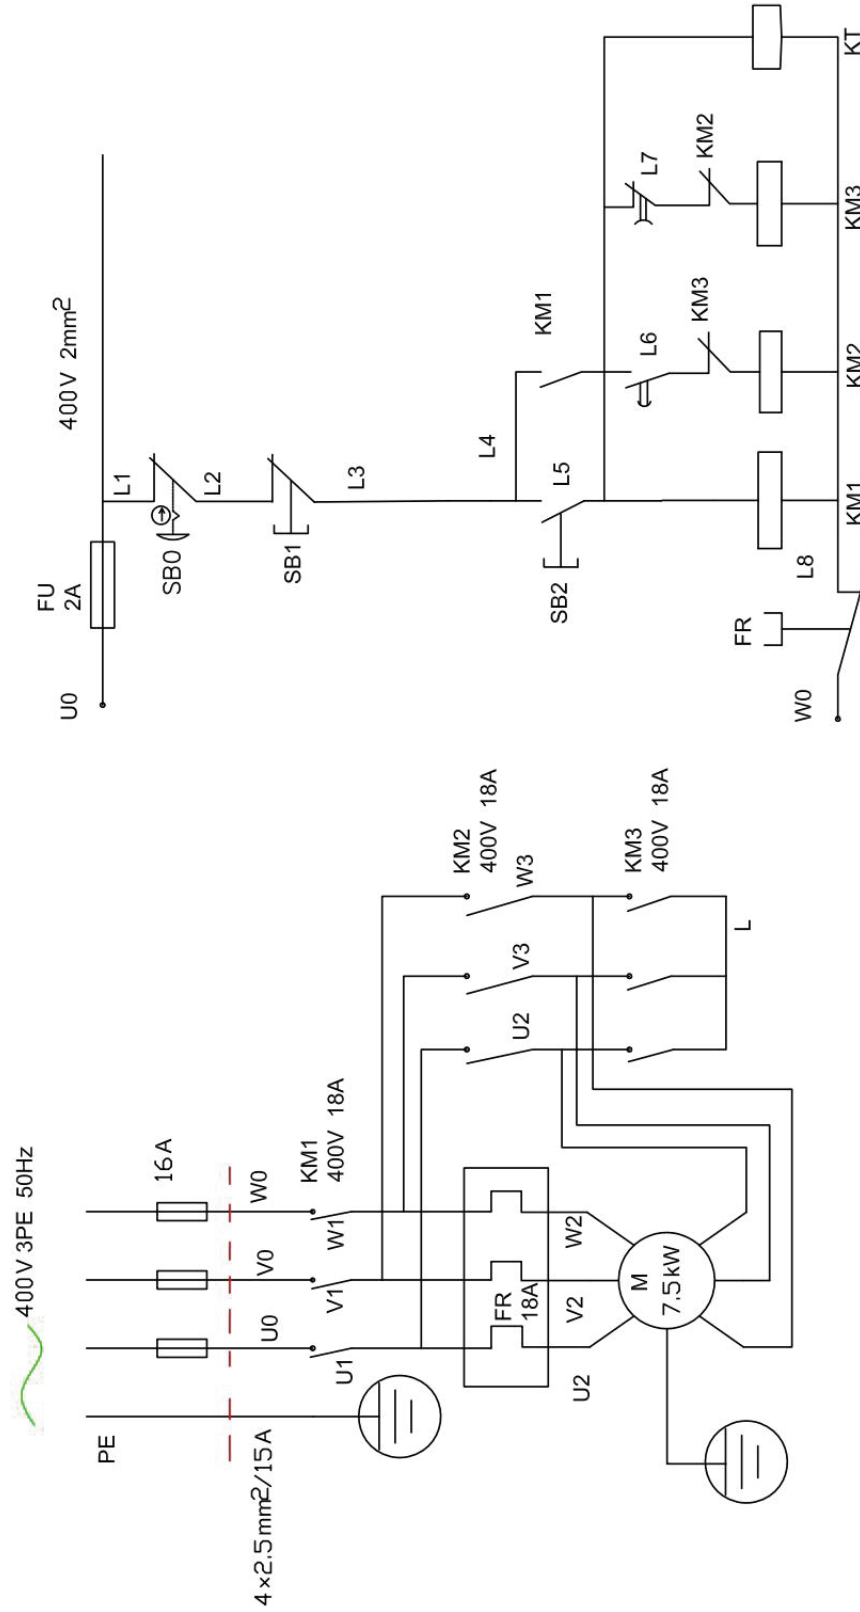 400V 3PE 50Hz
PE
16A
4×2.5mm2/15A
U0
V0
W0
KM1
400V 18A
U1
V1
W1
FR
18A
U2
V2
W2
M
7.5kW
KM2
400V 18A
U2
V3
W3
KM3
400V 18A
L
U0
FU
2A
400V 2mm2
L1
SB0
L2
SB1
L3
L4
KM1
SB2
L5
L6
KM3
L7
KM2
FR
W0
L8
KM1
KM2
KM3
KT